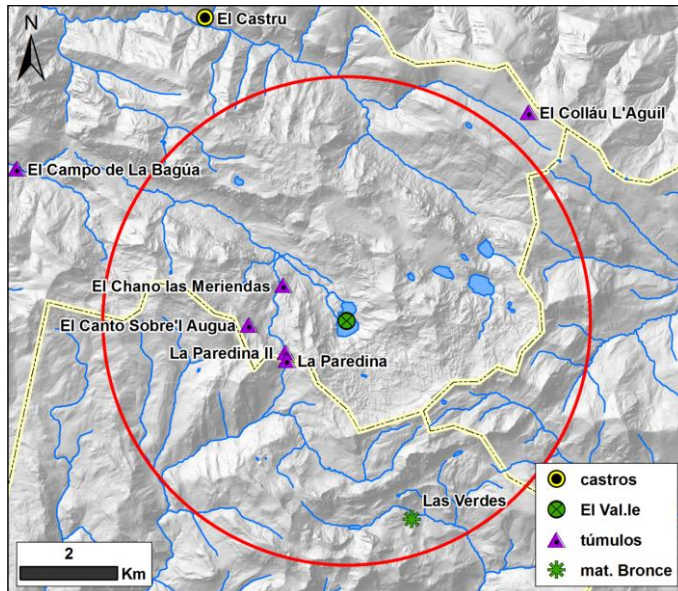 El Castru
N
El Colláu L'Aguil
El Campo de La Bagúa
El Chano las Meriendas
El Canto Sobre'l Augua
La Paredina II
La Paredina
Las Verdes
castros
El Val.le
túmulos
mat. Bronce
2
Km